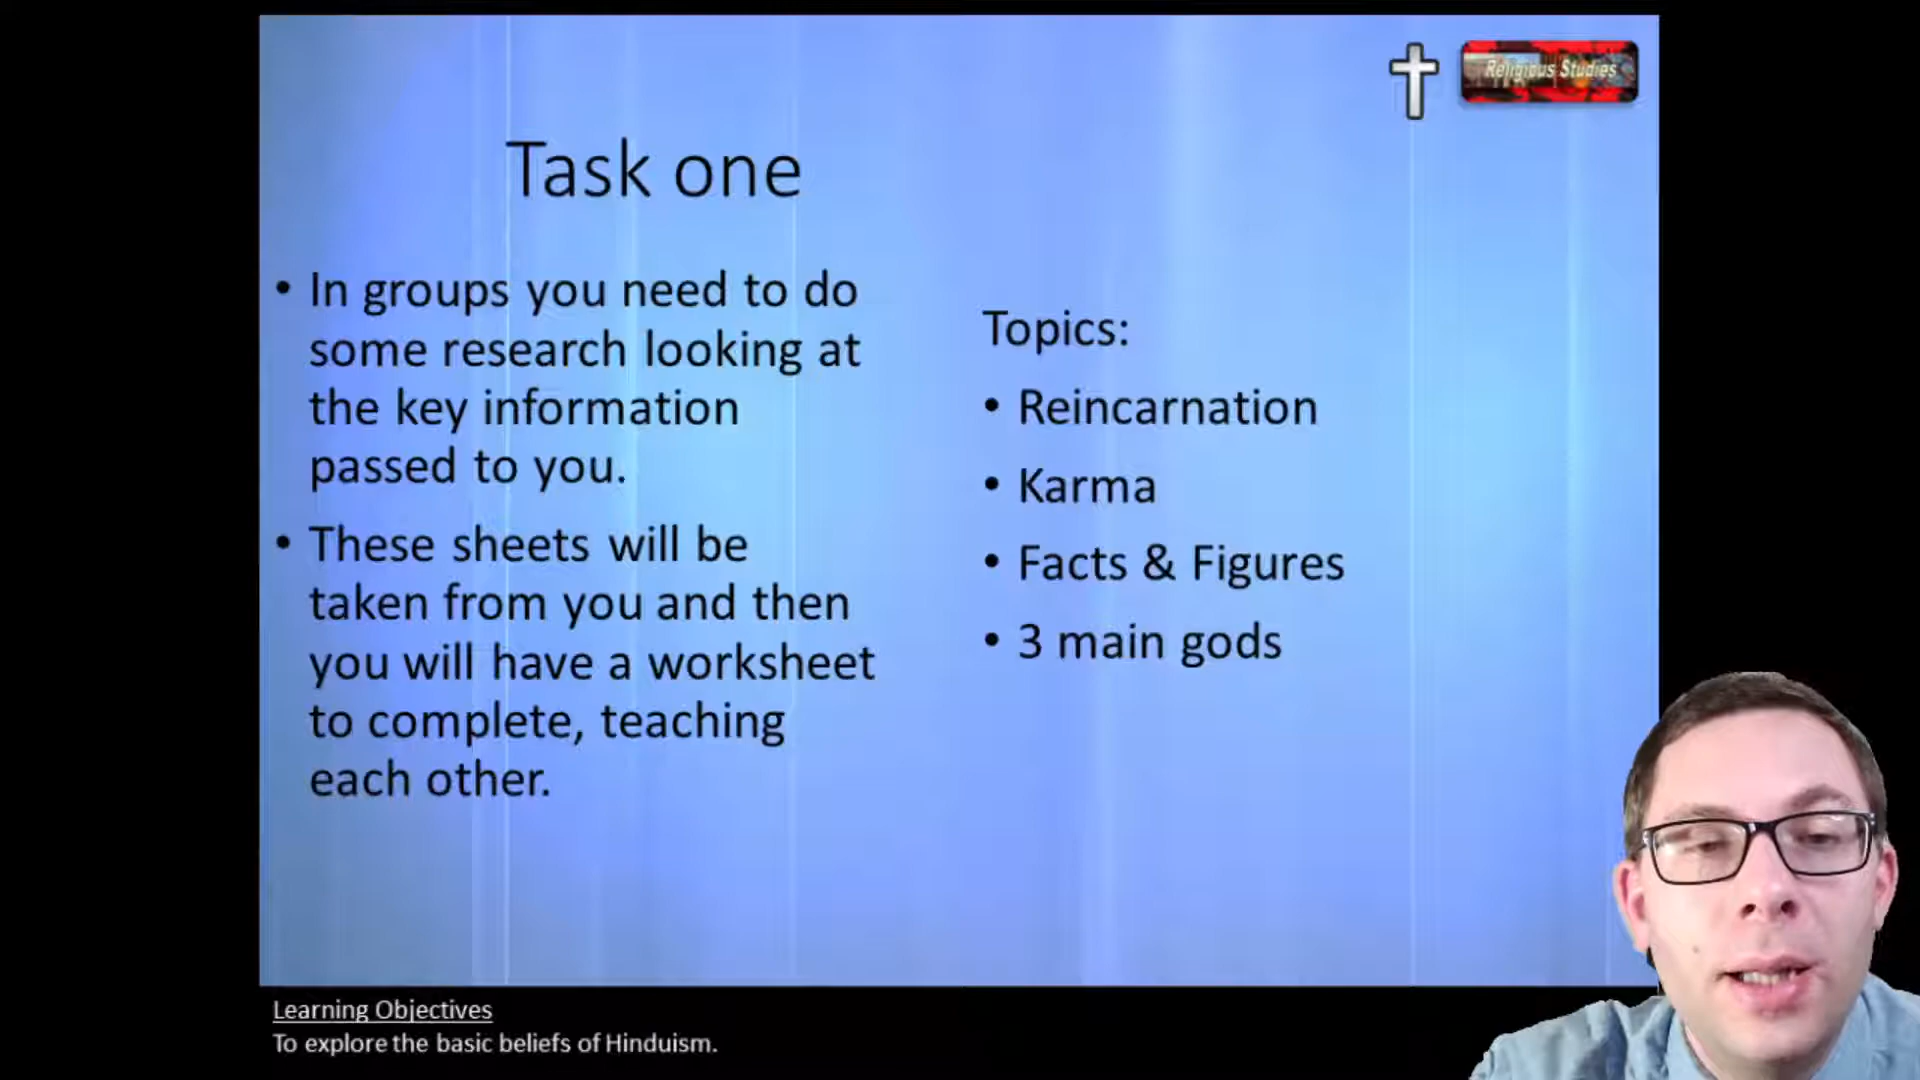 Religious Studies
Task one
• In groups you need to do
some research looking at
the key information
passed to you.
• These sheets will be
taken from you and then
you will have a worksheet
to complete, teaching
each other.
Topics:
• Reincarnation
• Karma
• Facts & Figures
• 3 main gods
Learning Objectives
To explore the basic beliefs of Hinduism.